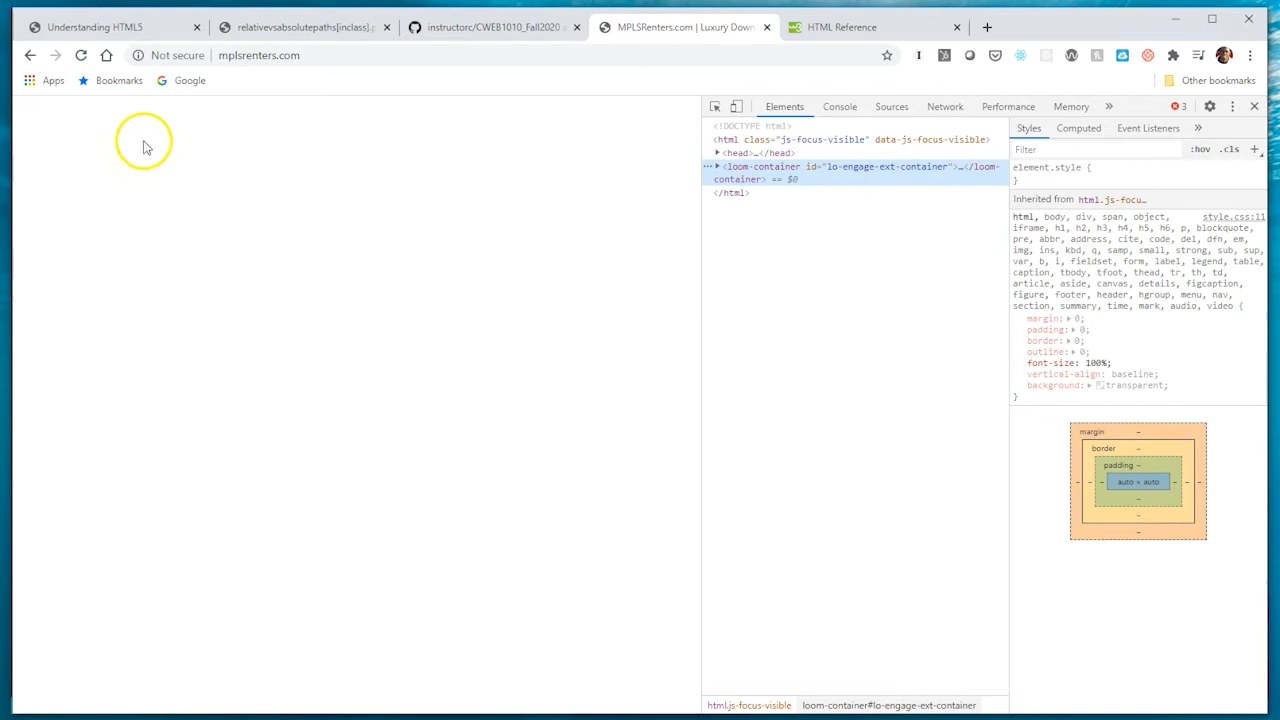 Understanding HTML5
relativevsabsolutepaths[inclass].p
instructorc/CWEB1010_Fall2020 a
MPLSRenters.com | Luxury Dow
HTML Reference
Not secure | mplsrenters.com
Apps
Bookmarks
Google
Other bookmarks
Elements
Console
Sources
Network
Performance
Memory
»
3
<!DOCTYPE html>
<html class="js-focus-visible" data-js-focus-visible>
<head>…</head>
<loom-container id="lo-engage-ext-container">…</loom-
container> == $0
</html>
Styles
Computed
Event Listeners
»
Filter
:hov .cls +
element.style {
}
Inherited from html.js-focu…
html, body, div, span, object, style.css:11
iframe, h1, h2, h3, h4, h5, h6, p, blockquote,
pre, abbr, address, cite, code, del, dfn, em,
img, ins, kbd, q, samp, small, strong, sub, sup,
var, b, i, fieldset, form, label, legend, table,
caption, tbody, tfoot, thead, tr, th, td,
article, aside, canvas, details, figcaption,
figure, footer, header, hgroup, menu, nav,
section, summary, time, mark, audio, video {
margin: 0;
padding: 0;
border: 0;
outline: 0;
font-size: 100%;
vertical-align: baseline;
background: transparent;
}
margin –
border –
padding –
– – – auto × auto – – –
–
–
–
html.js-focus-visible
loom-container#lo-engage-ext-container